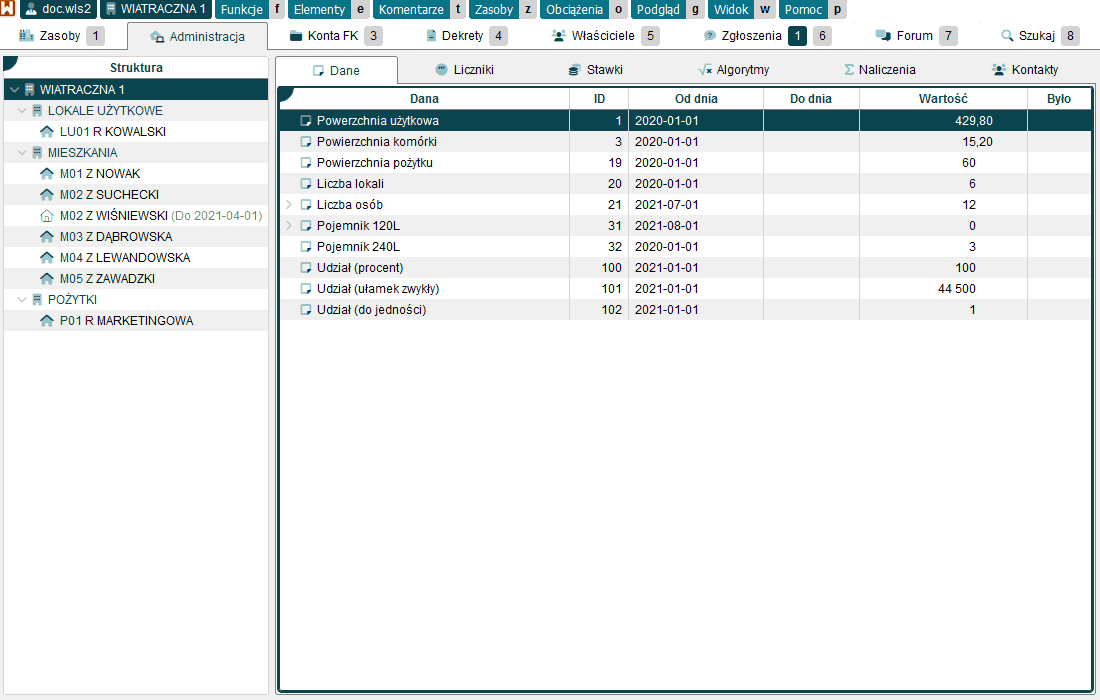 W doc.wls2 WIATRACZNA 1 Funkcje f Elementy e Komentarze t Zasoby z Obciążenia o Podgląd g Widok w Pomoc p
Zasoby 1 Administracja Konta FK 3 Dekrety 4 Właściciele 5 Zgłoszenia 1 6 Forum 7 Szukaj 8
Struktura
WIATRACZNA 1
LOKALE UŻYTKOWE
LU01 R KOWALSKI
MIESZKANIA
M01 Z NOWAK
M02 Z SUCHECKI
M02 Z WIŚNIEWSKI (Do 2021-04-01)
M03 Z DĄBROWSKA
M04 Z LEWANDOWSKA
M05 Z ZAWADZKI
POŻYTKI
P01 R MARKETINGOWA
Dane Liczniki Stawki Algorytmy Naliczenia Kontakty
Dana ID Od dnia Do dnia Wartość Było
Powerzchnia użytkowa 1 2020-01-01 429,80
Powierzchnia komórki 3 2020-01-01 15,20
Powierzchnia pożytku 19 2020-01-01 60
Liczba lokali 20 2020-01-01 6
Liczba osób 21 2021-07-01 12
Pojemnik 120L 31 2021-08-01 0
Pojemnik 240L 32 2020-01-01 3
Udział (procent) 100 2021-01-01 100
Udział (ułamek zwykły) 101 2021-01-01 44 500
Udział (do jedności) 102 2021-01-01 1